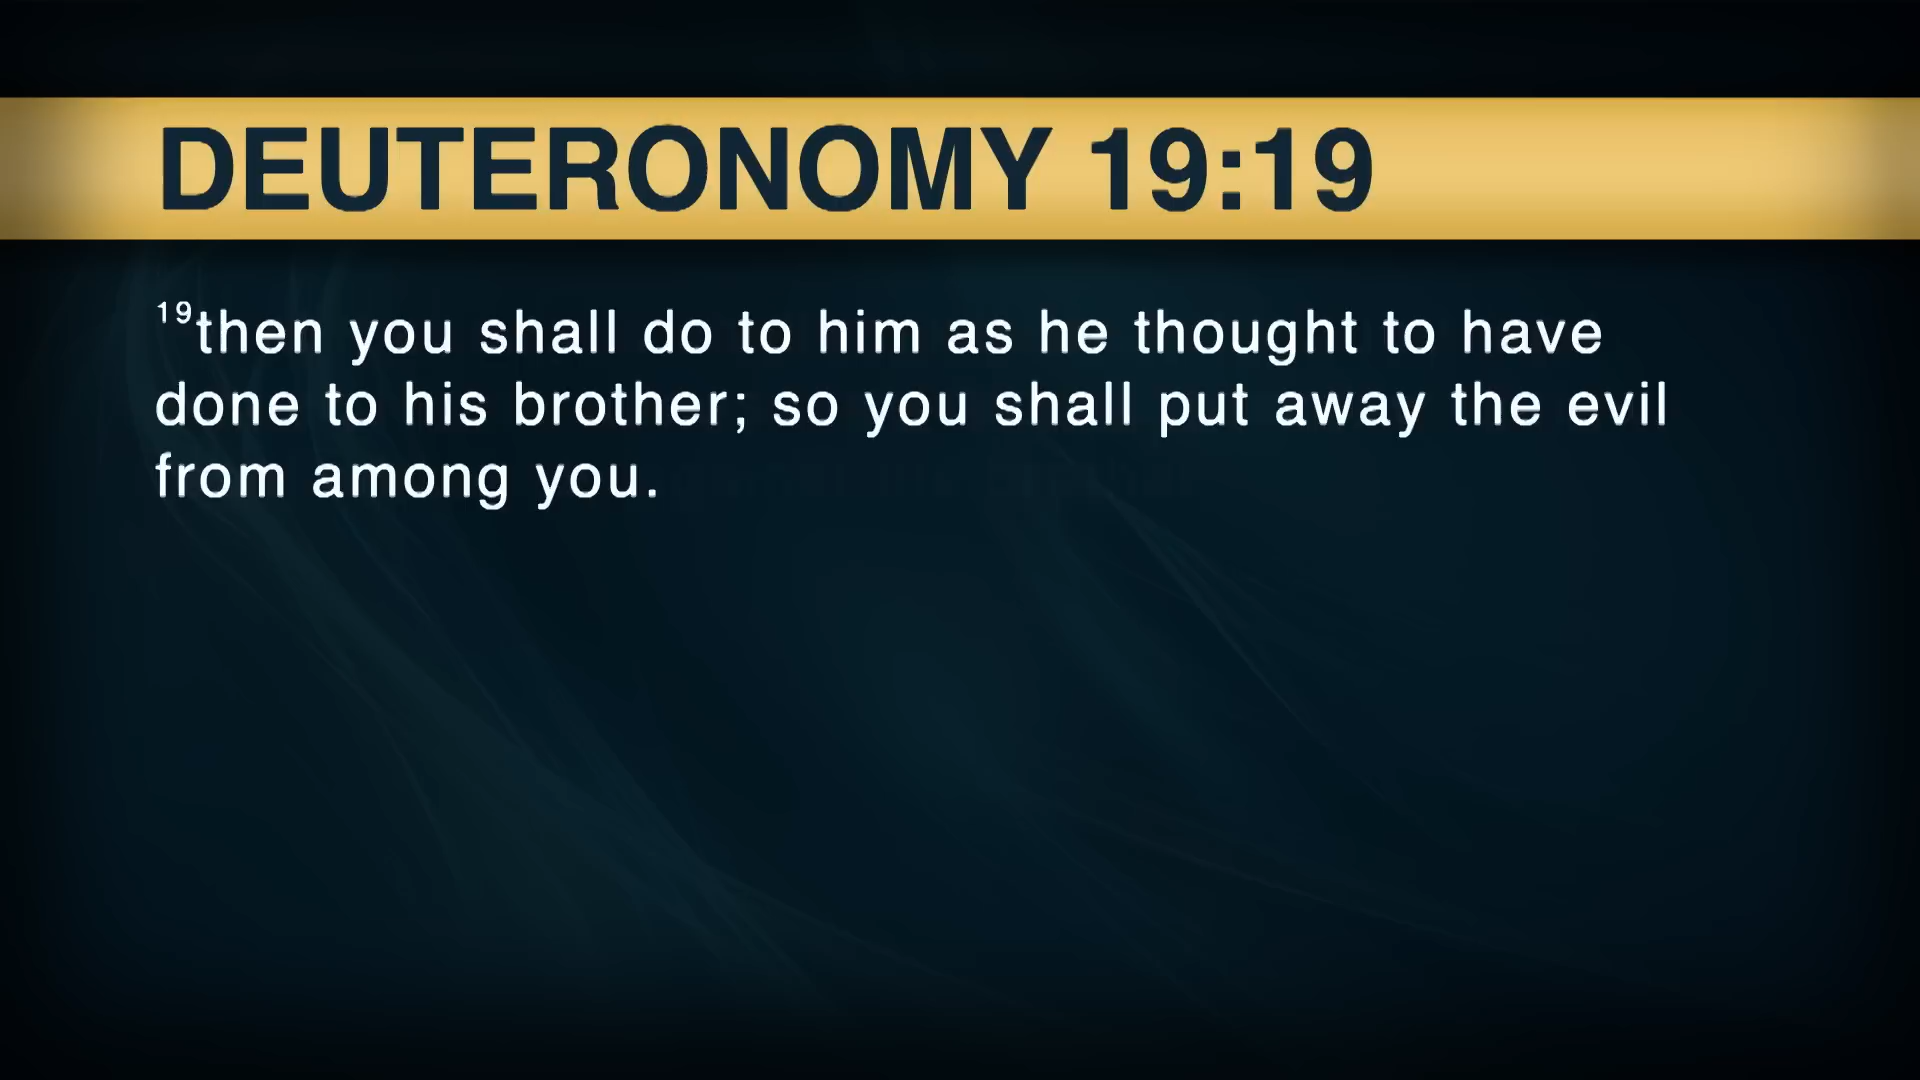 DEUTERONOMY 19:19
19then you shall do to him as he thought to have
done to his brother; so you shall put away the evil
from among you.